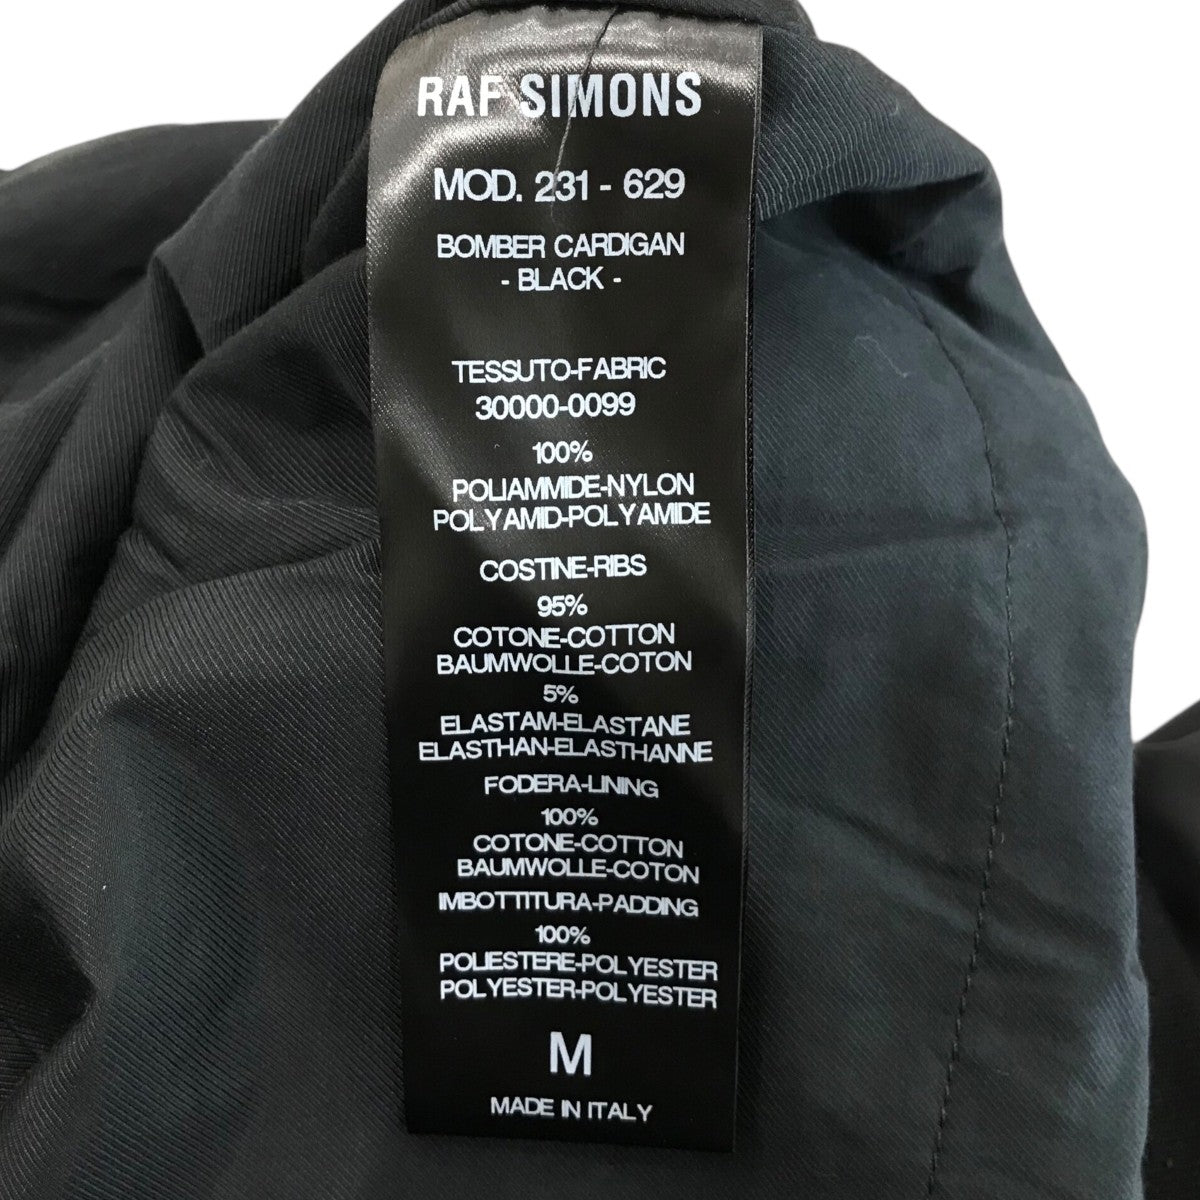 RAF SIMONS
MOD. 231 - 629
BOMBER CARDIGAN
- BLACK -
TESSUTO-FABRIC
30000-0099
100%
POLIAMMIDE-NYLON
POLYAMID-POLYAMIDE
COSTINE-RIBS
95%
COTONE-COTTON
BAUMWOLLE-COTON
5%
ELASTAM-ELASTANE
ELASTHAN-ELASTHANNE
FODERA-LINING
100%
COTONE-COTTON
BAUMWOLLE-COTON
IMBOTTITURA-PADDING
100%
POLIESTERE-POLYESTER
POLYESTER-POLYESTER
M
MADE IN ITALY